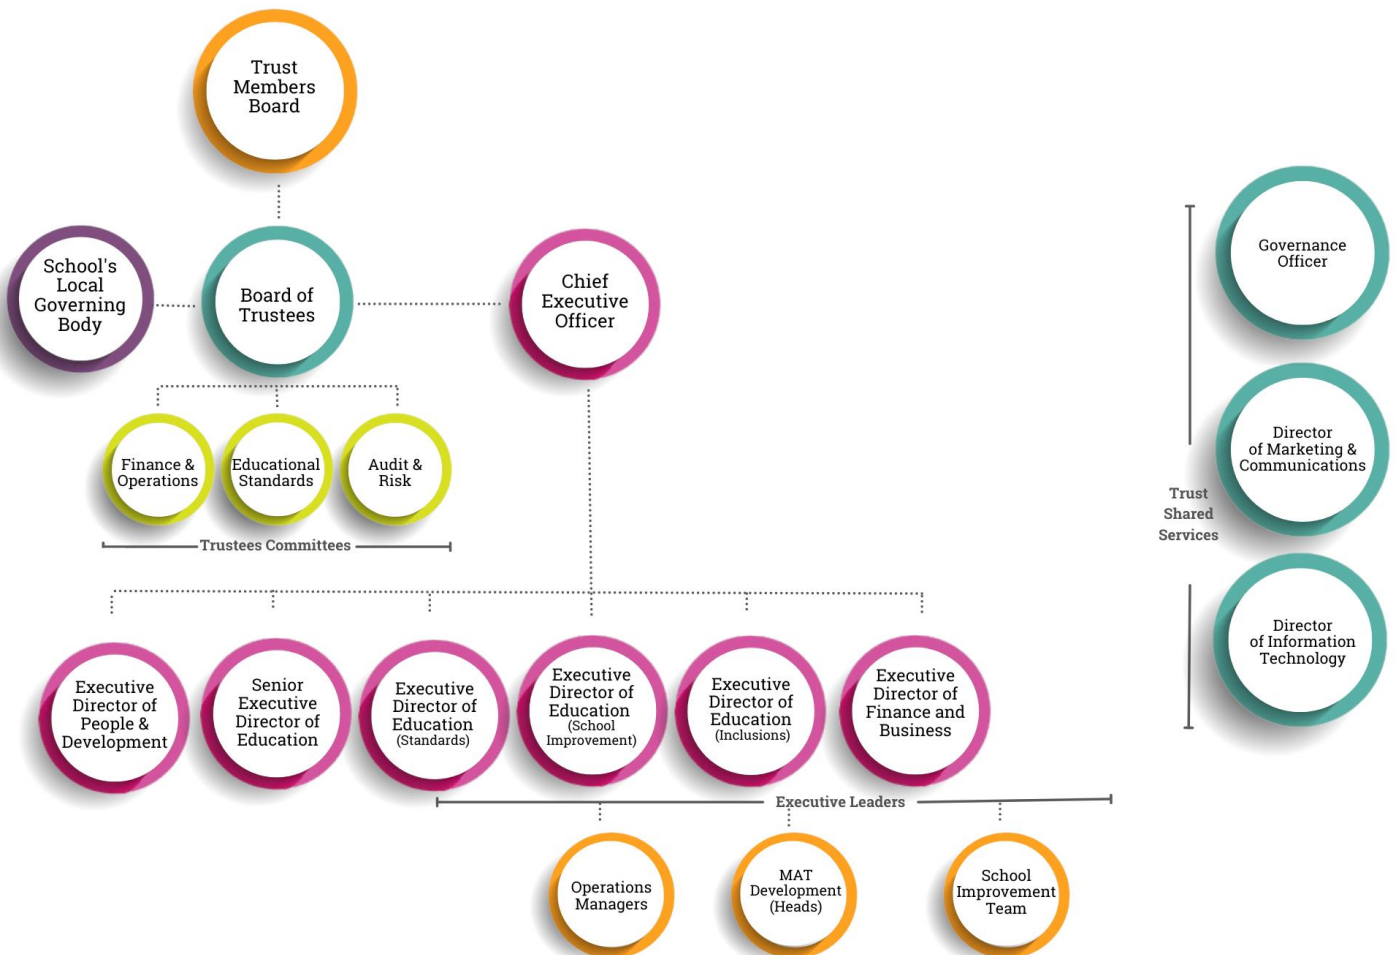 Trust
Members
Board
School's
Local
Governing
Body
Board of
Trustees
Chief
Executive
Officer
Finance &
Operations
Educational
Standards
Audit &
Risk
Trustees Committees
Executive
Director of
People &
Development
Senior
Executive
Director of
Education
Executive
Director of
Education
(Standards)
Executive
Director of
Education
(School
Improvement)
Executive
Director of
Education
(Inclusions)
Executive
Director of
Finance and
Business
Executive Leaders
Operations
Managers
MAT
Development
(Heads)
School
Improvement
Team
Trust
Shared
Services
Governance
Officer
Director
of Marketing &
Communications
Director
of Information
Technology